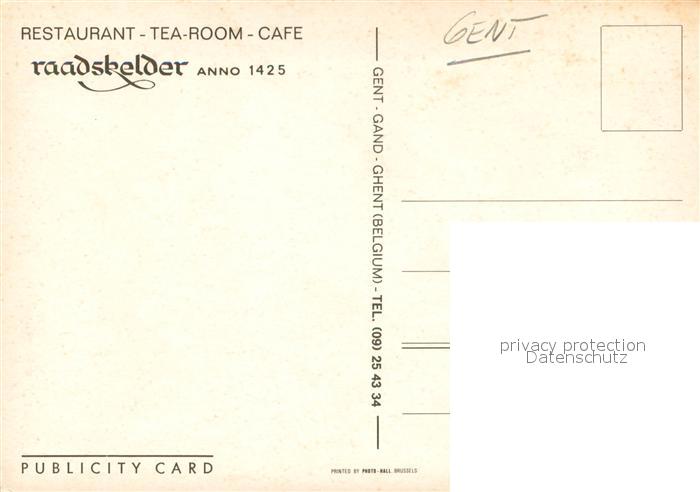 RESTAURANT - TEA-ROOM - CAFE
raadskelder ANNO 1425
GENT
GENT - GAND - GHENT (BELGIUM) - TEL. (09) 25 43 34
privacy protection
Datenschutz
PUBLICITY CARD
PRINTED BY PHOTO-HALL BRUSSELS